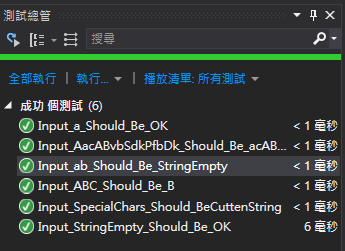 測試總管
搜尋
全部執行 執行... 播放清單: 所有測試
成功 個測試 (6)
Input_a_Should_Be_OK < 1 毫秒
Input_AacABvbSdkPfbDk_Should_Be_acAB... < 1 毫秒
Input_ab_Should_Be_StringEmpty < 1 毫秒
Input_ABC_Should_Be_B < 1 毫秒
Input_SpecialChars_Should_BeCuttenString < 1 毫秒
Input_StringEmpty_Should_Be_OK 6 毫秒